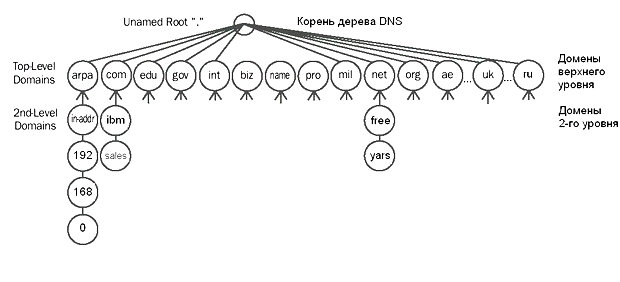 Unamed Root "."
Корень дерева DNS
Top-Level
Domains
arpa com edu gov int biz name pro mil net org ae ... uk ... ru
Домены
верхнего
уровня
2nd-Level
Domains
in-addr ibm free
Домены
2-го уровня
192 sales yars
168
0